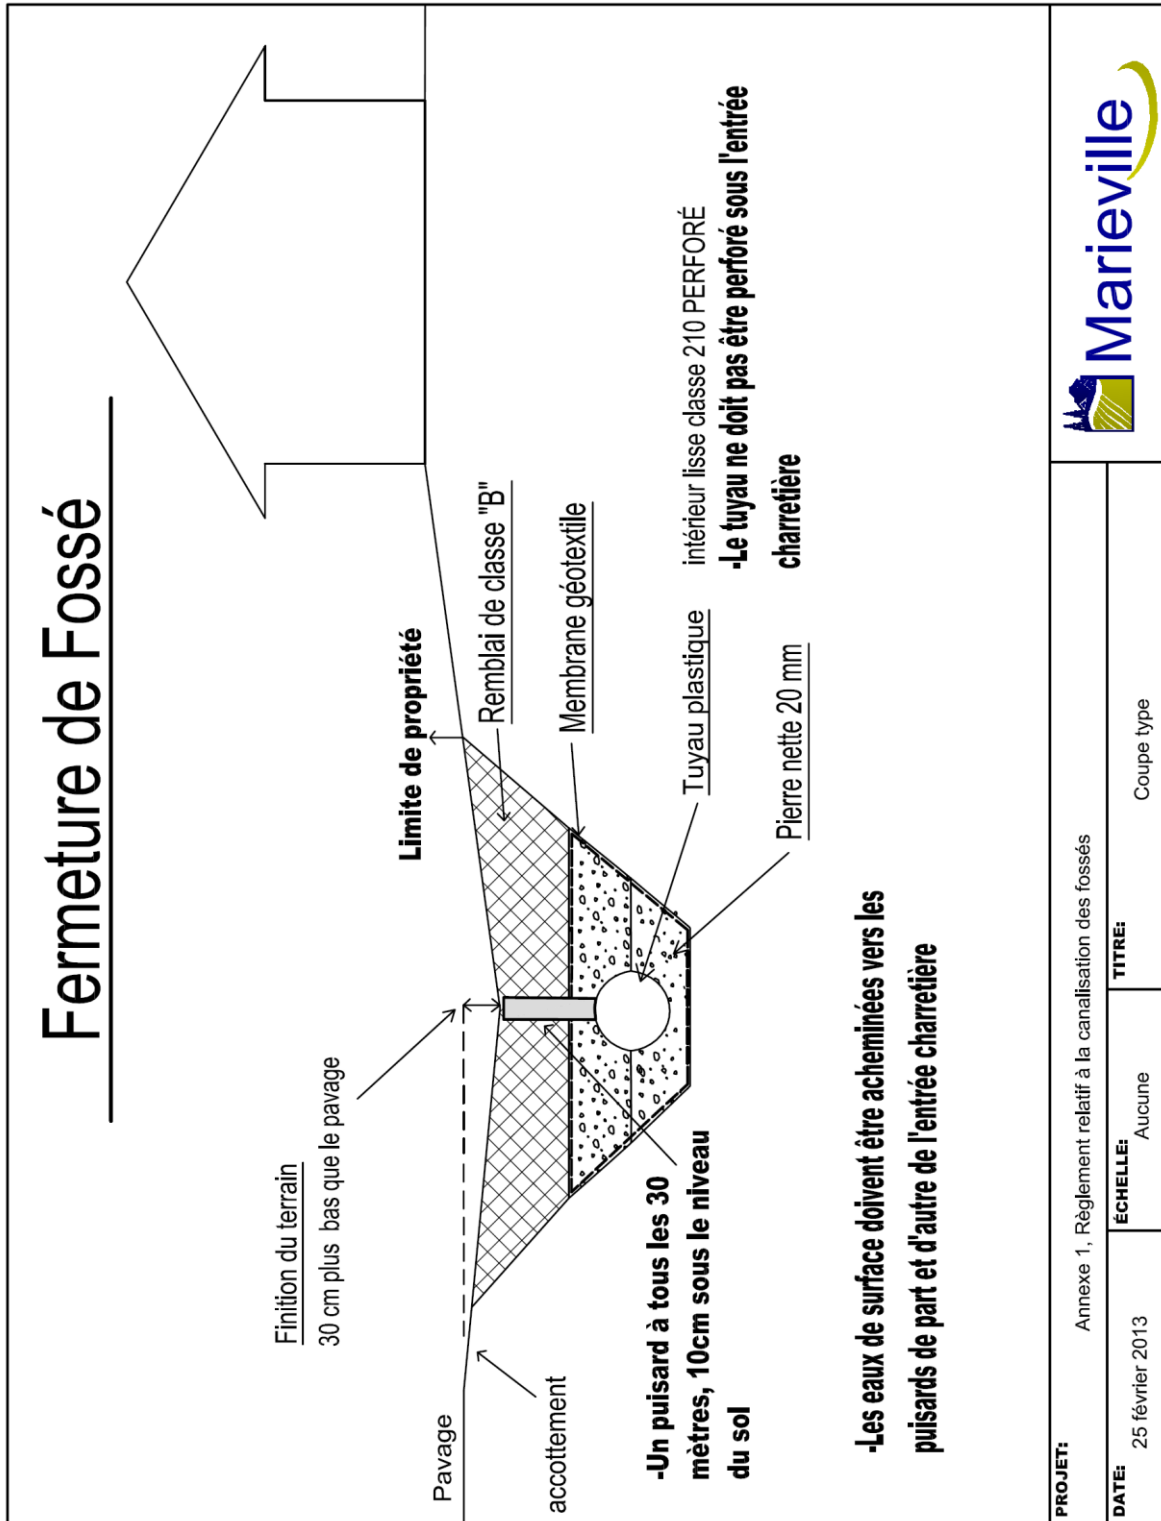 Fermeture de Fossé
Finition du terrain
30 cm plus bas que le pavage
Limite de propriété
Pavage
accottement
Remblai de classe "B"
Membrane géotextile
Tuyau plastique
intérieur lisse classe 210 PERFORÉ
-Le tuyau ne doit pas être perforé sous l'entrée
charretière
Pierre nette 20 mm
-Un puisard à tous les 30
mètres, 10cm sous le niveau
du sol
-Les eaux de surface doivent être acheminées vers les
puisards de part et d'autre de l'entrée charretière
PROJET:
Annexe 1, Règlement relatif à la canalisation des fossés
DATE:
25 février 2013
ÉCHELLE:
Aucune
TITRE:
Coupe type
Marieville